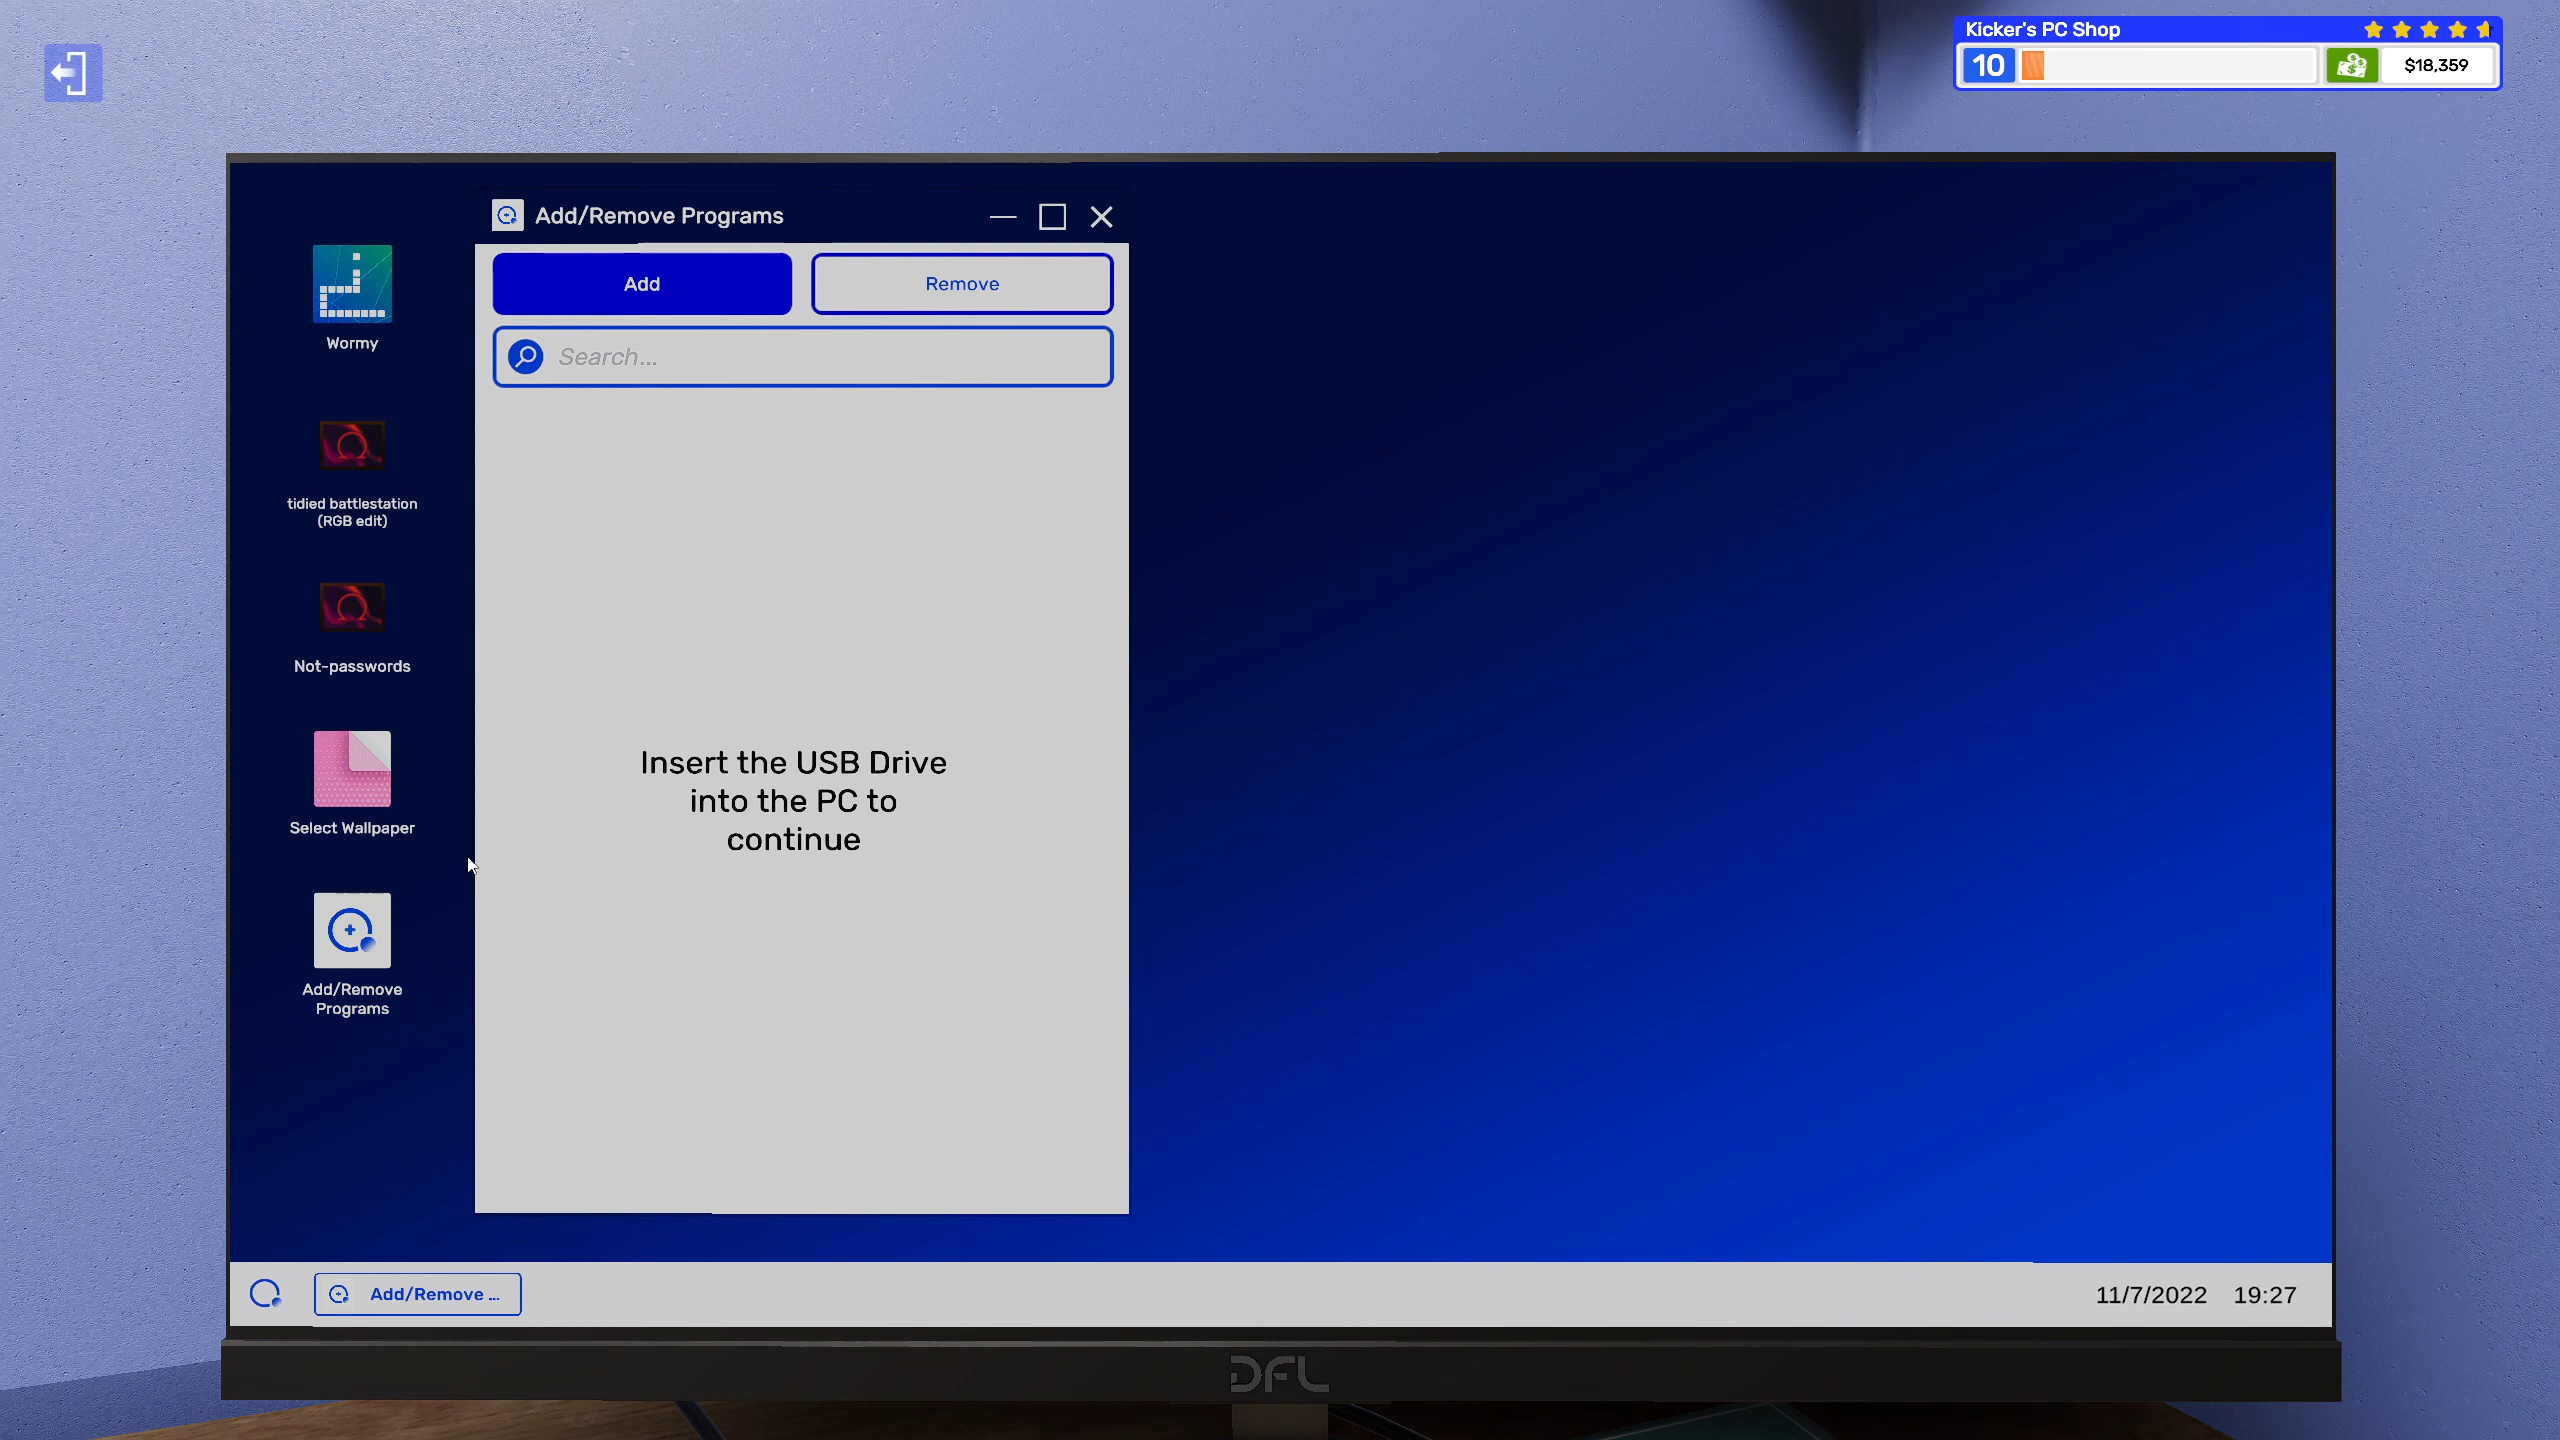 Kicker's PC Shop
10
$18,359
Add/Remove Programs
Add
Remove
Search...
Wormy
tidied battlestation
(RGB edit)
Not-passwords
Select Wallpaper
Add/Remove
Programs
Insert the USB Drive
into the PC to
continue
Add/Remove ...
11/7/2022 19:27
DFL